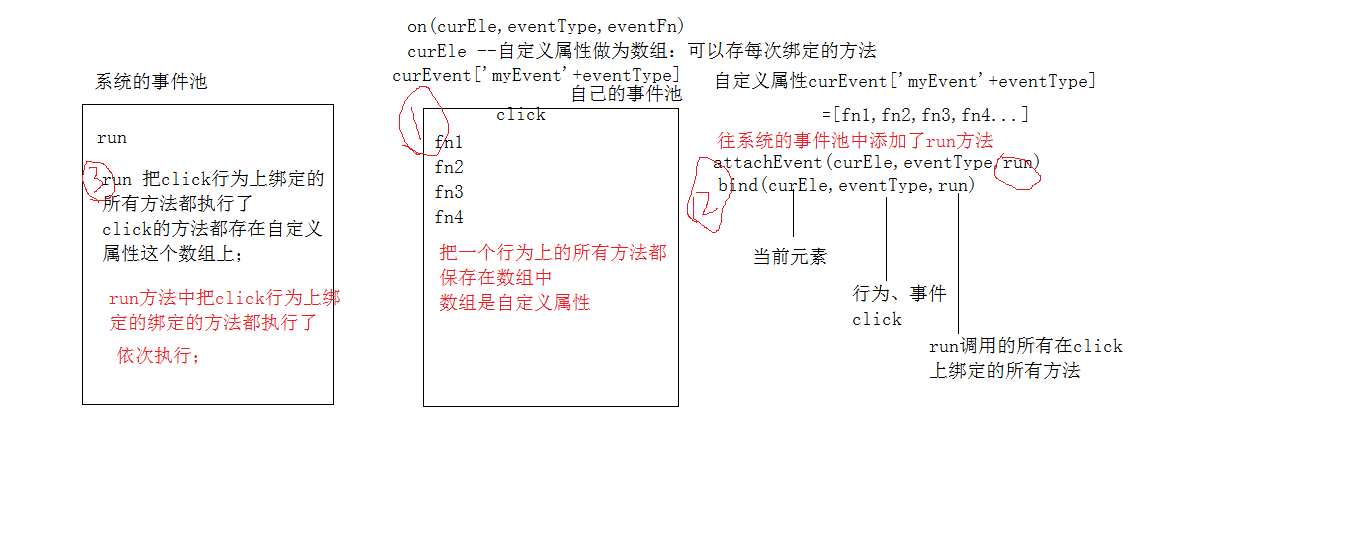 on(curEle,eventType,eventFn)
curEle --自定义属性做为数组：可以存每次绑定的方法
curEvent['myEvent'+eventType]
系统的事件池
run
3
run 把click行为上绑定的
所有方法都执行了
click的方法都存在自定义
属性这个数组上；
run方法中把click行为上绑
定的绑定的方法都执行了
依次执行；
自己的事件池
click
1
fn1
fn2
fn3
fn4
把一个行为上的所有方法都
保存在数组中
数组是自定义属性
自定义属性curEvent['myEvent'+eventType]
=[fn1,fn2,fn3,fn4...]
往系统的事件池中添加了run方法
attachEvent(curEle,eventType,run)
2
bind(curEle,eventType,run)
当前元素
行为、事件
click
run调用的所有在click
上绑定的所有方法